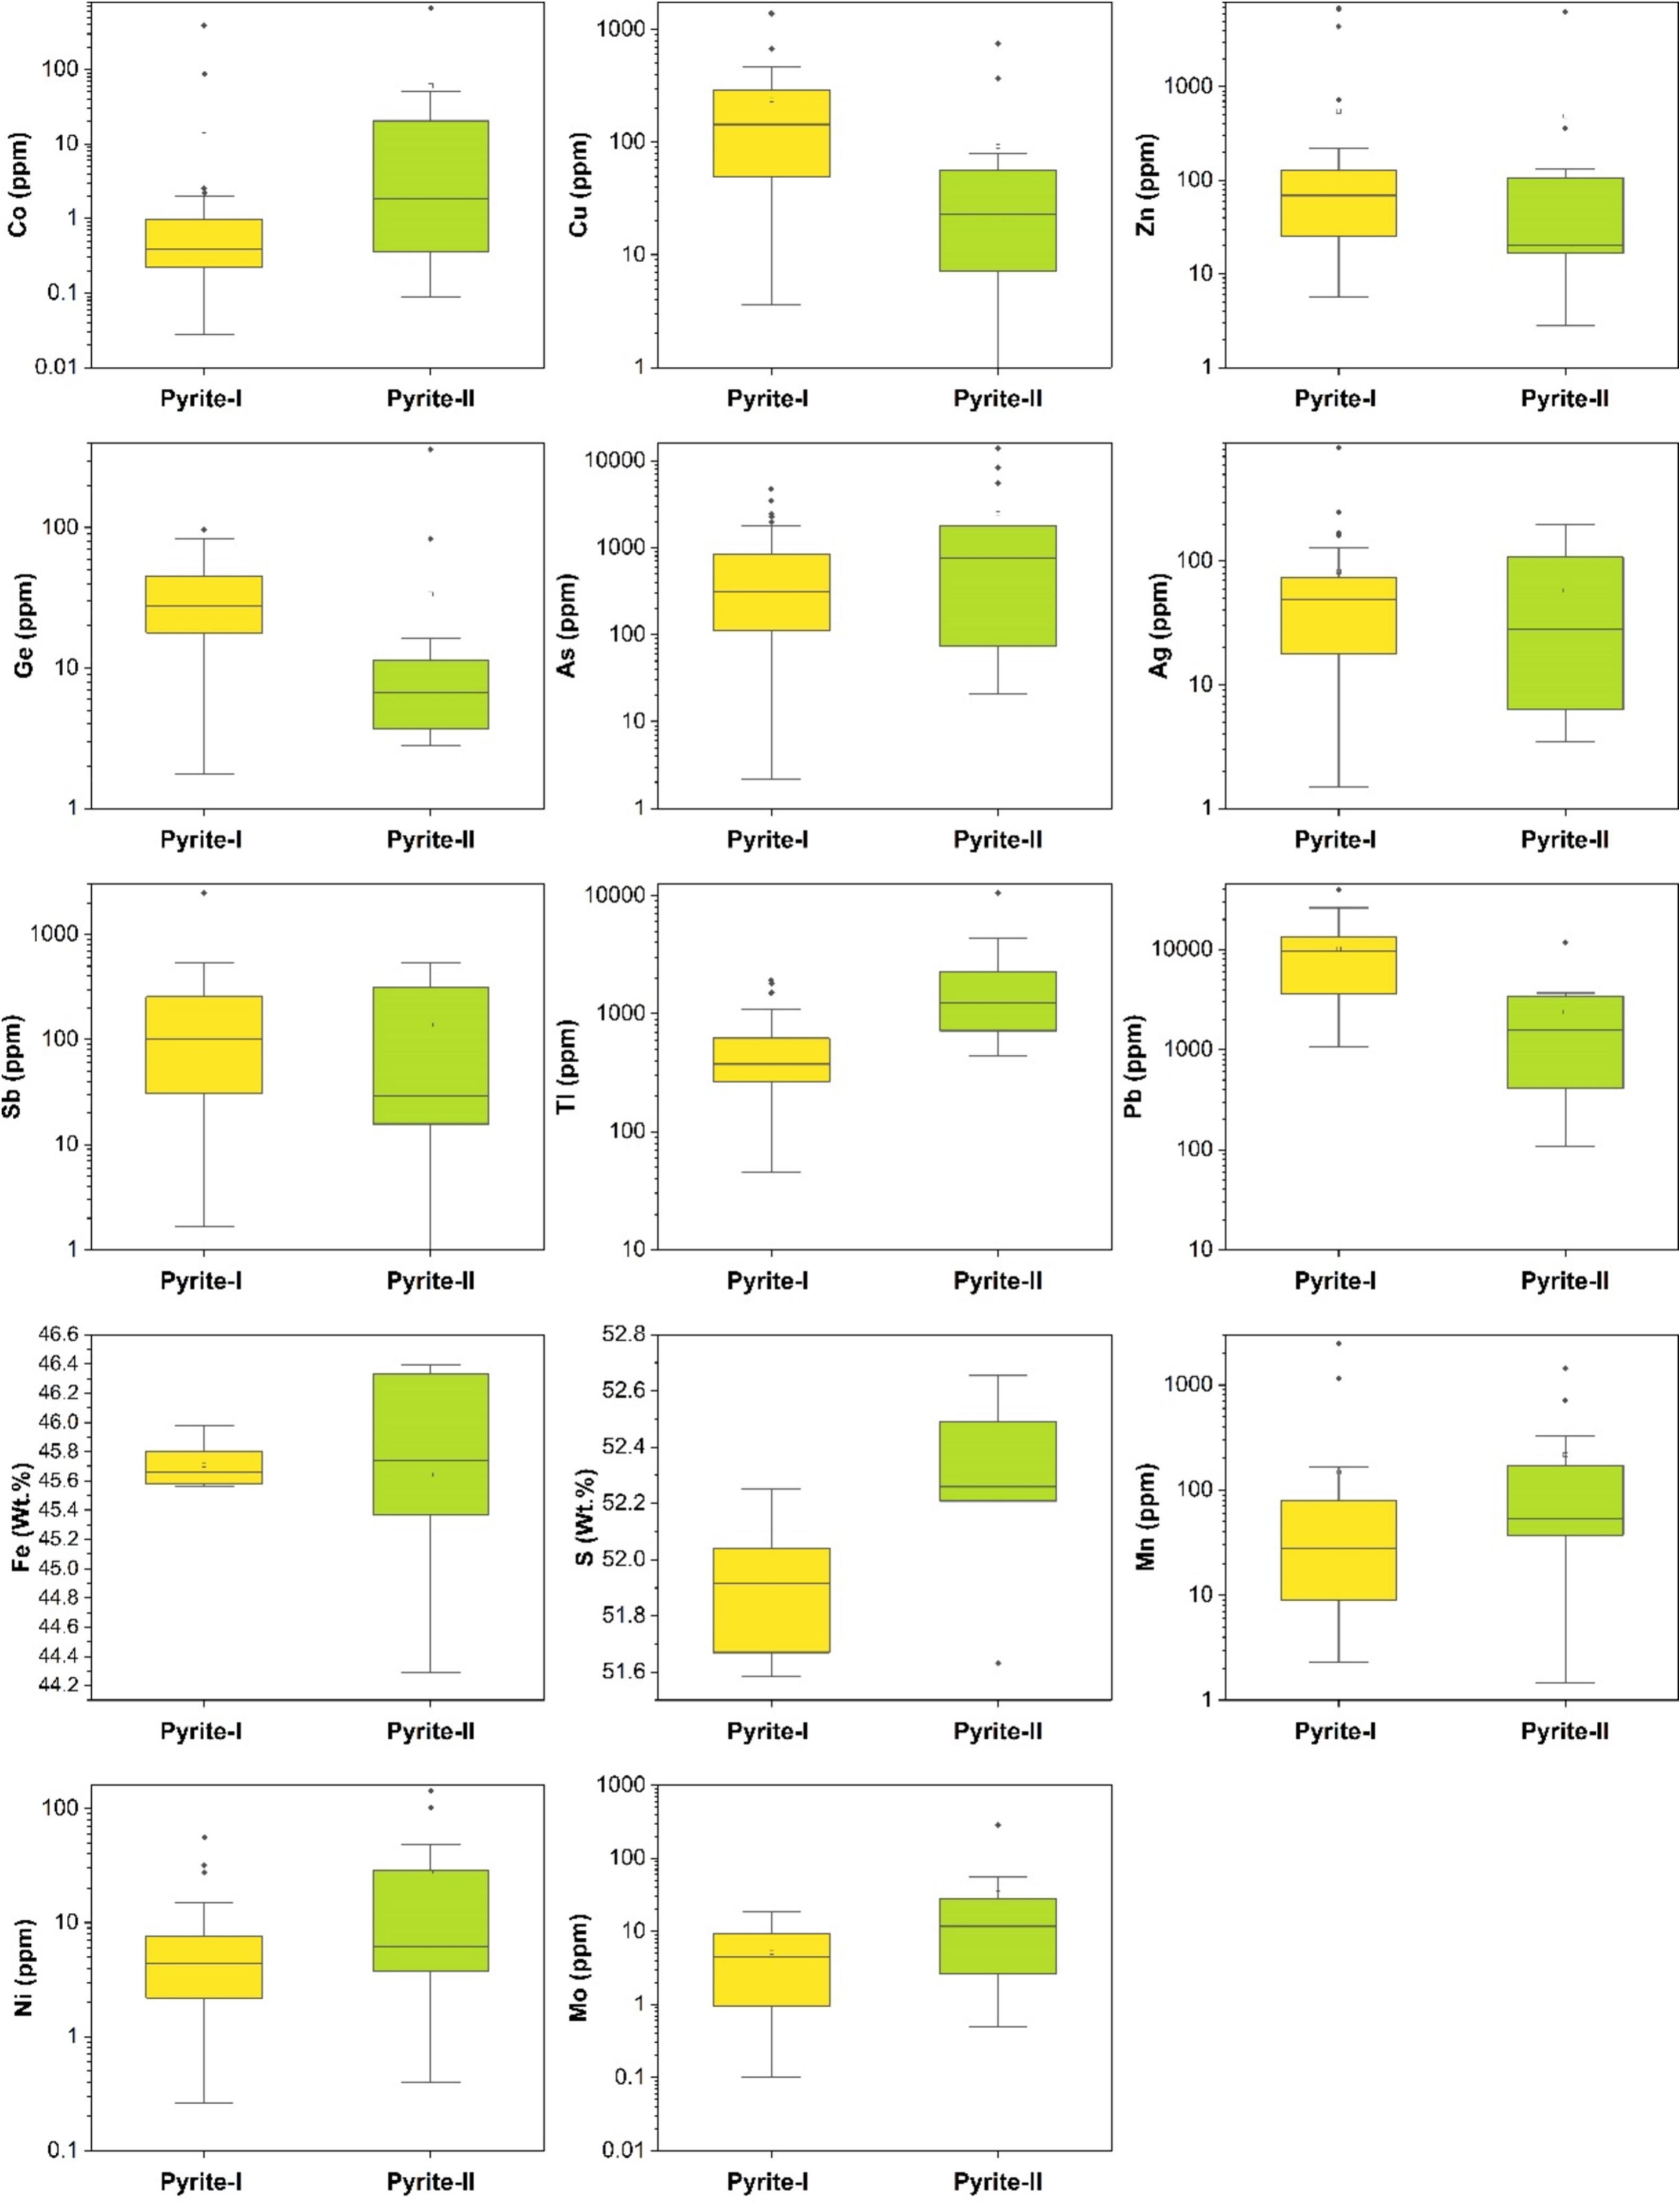 Co (ppm)
100
10
1
0.1
0.01
Pyrite-I
Pyrite-II
Cu (ppm)
1000
100
10
1
Pyrite-I
Pyrite-II
Zn (ppm)
1000
100
10
1
Pyrite-I
Pyrite-II
Ge (ppm)
100
10
1
Pyrite-I
Pyrite-II
As (ppm)
10000
1000
100
10
1
Pyrite-I
Pyrite-II
Ag (ppm)
100
10
1
Pyrite-I
Pyrite-II
Sb (ppm)
1000
100
10
1
Pyrite-I
Pyrite-II
Tl (ppm)
10000
1000
100
10
Pyrite-I
Pyrite-II
Pb (ppm)
10000
1000
100
10
Pyrite-I
Pyrite-II
Fe (Wt.%)
46.6
46.4
46.2
46.0
45.8
45.6
45.4
45.2
45.0
44.8
44.6
44.4
44.2
Pyrite-I
Pyrite-II
S (Wt.%)
52.8
52.6
52.4
52.2
52.0
51.8
51.6
Pyrite-I
Pyrite-II
Mn (ppm)
1000
100
10
1
Pyrite-I
Pyrite-II
Ni (ppm)
100
10
1
0.1
Pyrite-I
Pyrite-II
Mo (ppm)
1000
100
10
1
0.1
0.01
Pyrite-I
Pyrite-II